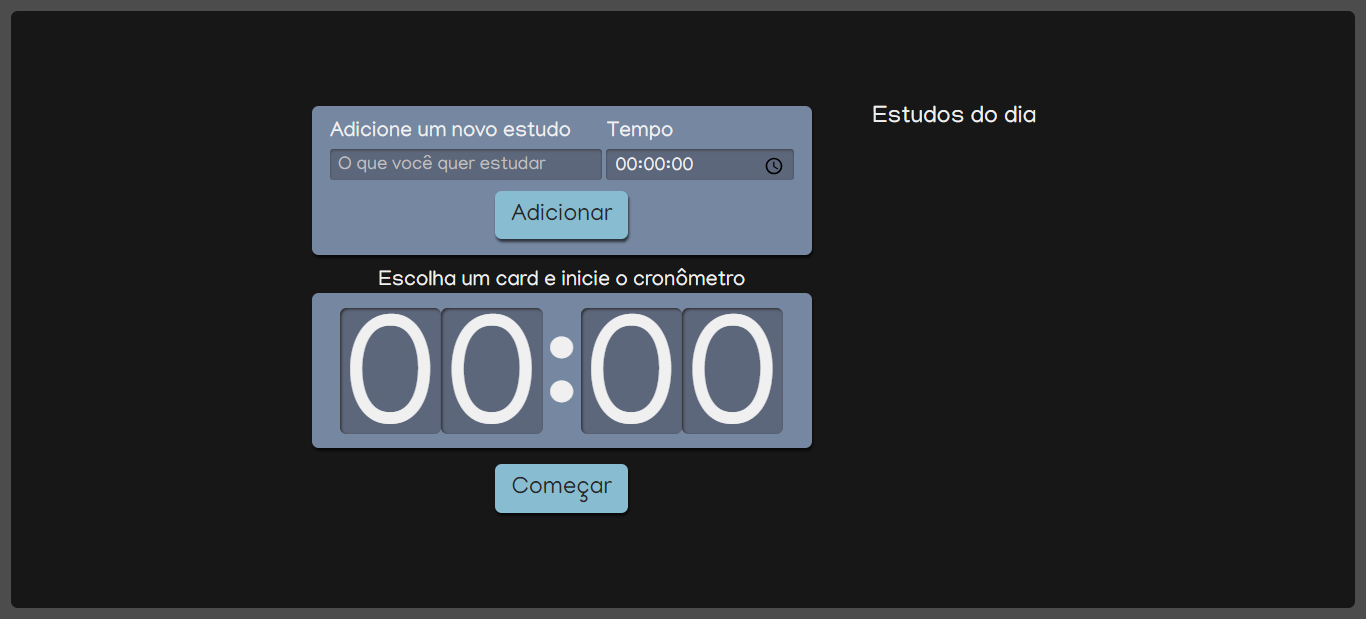 Adicione um novo estudo Tempo
O que você quer estudar 00:00:00
Adicionar
Escolha um card e inicie o cronômetro
00:00
Começar
Estudos do dia